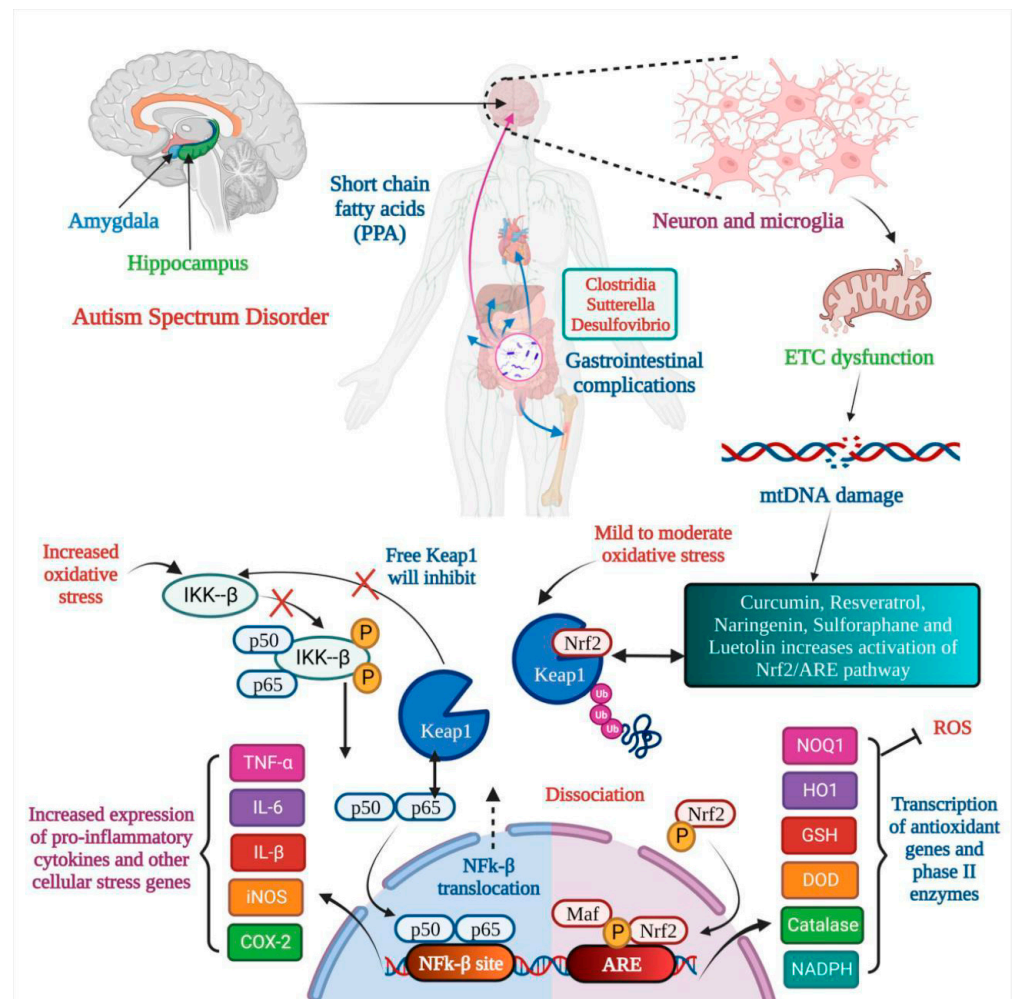 Amygdala
Hippocampus
Autism Spectrum Disorder
Short chain
fatty acids
(PPA)
Neuron and microglia
Clostridia
Sutterella
Desulfovibrio
Gastrointestinal
complications
ETC dysfunction
mtDNA damage
Increased
oxidative
stress
IKK--β
Free Keap1
will inhibit
p50
p65
IKK--β
P
P
Keap1
Mild to moderate
oxidative stress
Nrf2
Keap1
Ub
Ub
Ub
Curcumin, Resveratrol,
Naringenin, Sulforaphane and
Luetolin increases activation of
Nrf2/ARE pathway
Increased expression
of pro-inflammatory
cytokines and other
cellular stress genes
TNF-α
IL-6
IL-β
iNOS
COX-2
p50
p65
Dissociation
Nrf2
P
NFk-β
translocation
p50
p65
NFk-β site
Maf
P
Nrf2
ARE
NOQ1
HO1
GSH
DOD
Catalase
NADPH
ROS
Transcription
of antioxidant
genes and
phase II
enzymes